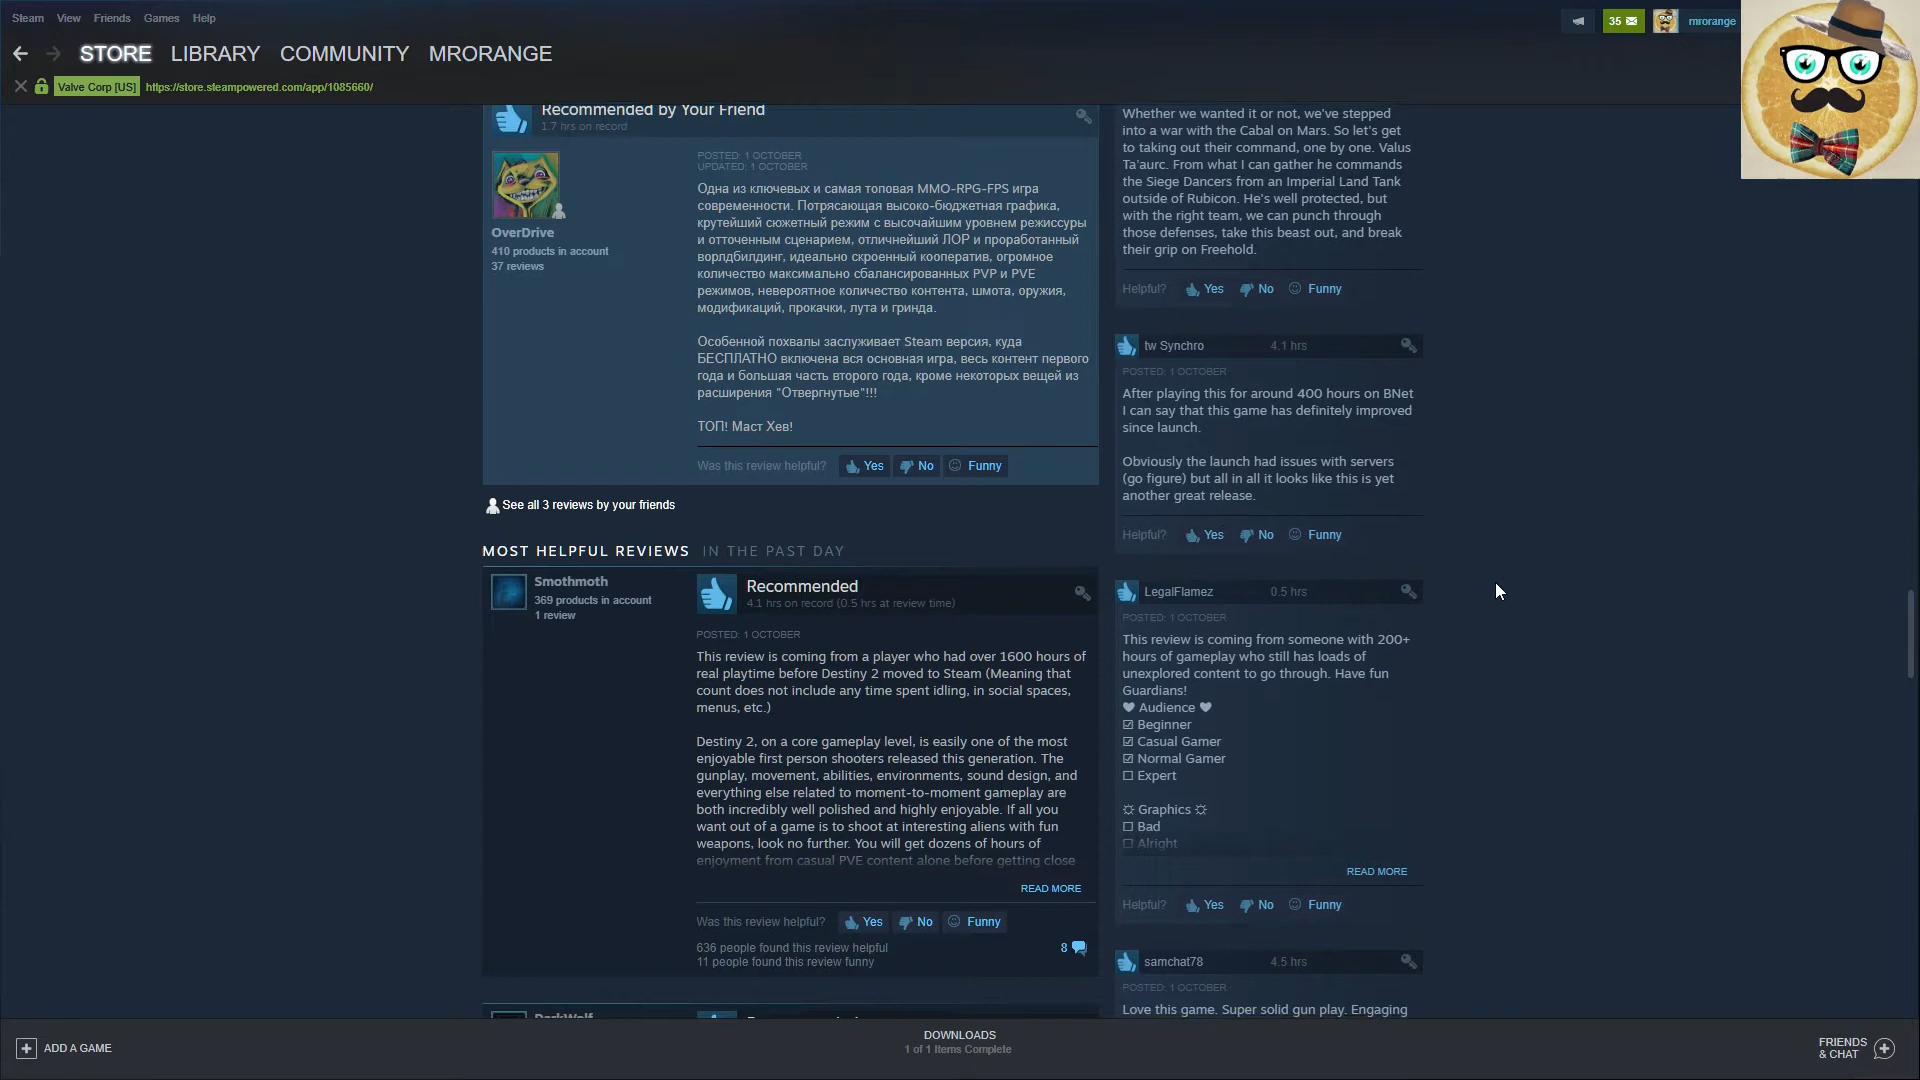 Steam View Friends Games Help
35 mrorange
STORE LIBRARY COMMUNITY MRORANGE
Valve Corp [US] https://store.steampowered.com/app/1085660/
Recommended by Your Friend
1.7 hrs on record
OverDrive
410 products in account
37 reviews
POSTED: 1 OCTOBER
UPDATED: 1 OCTOBER
Одна из ключевых и самая топовая MMO-RPG-FPS игра
современности. Потрясающая высоко-бюджетная графика,
крутейший сюжетный режим с высочайшим уровнем режиссуры
и отточенным сценарием, отличнейший ЛОР и проработанный
ворлдбилдинг, идеально скроенный кооператив, огромное
количество максимально сбалансированных PVP и PVE
режимов, невероятное количество контента, шмота, оружия,
модификаций, прокачки, лута и гринда.
Особенной похвалы заслуживает Steam версия, куда
БЕСПЛАТНО включена вся основная игра, весь контент первого
года и большая часть второго года, кроме некоторых вещей из
расширения "Отвергнутые"!!!
ТОП! Маст Хев!
Was this review helpful? Yes No Funny
See all 3 reviews by your friends
MOST HELPFUL REVIEWS IN THE PAST DAY
Smothmoth
369 products in account
1 review
Recommended
4.1 hrs on record (0.5 hrs at review time)
POSTED: 1 OCTOBER
This review is coming from a player who had over 1600 hours of
real playtime before Destiny 2 moved to Steam (Meaning that
count does not include any time spent idling, in social spaces,
menus, etc.)
Destiny 2, on a core gameplay level, is easily one of the most
enjoyable first person shooters released this generation. The
gunplay, movement, abilities, environments, sound design, and
everything else related to moment-to-moment gameplay are
both incredibly well polished and highly enjoyable. If all you
want out of a game is to shoot at interesting aliens with fun
weapons, look no further. You will get dozens of hours of
enjoyment from casual PVE content alone before getting close
READ MORE
Was this review helpful? Yes No Funny
636 people found this review helpful
11 people found this review funny
8
DarkWolf
Recommended
Whether we wanted it or not, we've stepped
into a war with the Cabal on Mars. So let's get
to taking out their command, one by one. Valus
Ta'aurc. From what I can gather he commands
the Siege Dancers from an Imperial Land Tank
outside of Rubicon. He's well protected, but
with the right team, we can punch through
those defenses, take this beast out, and break
their grip on Freehold.
Helpful? Yes No Funny
tw Synchro 4.1 hrs
POSTED: 1 OCTOBER
After playing this for around 400 hours on BNet
I can say that this game has definitely improved
since launch.
Obviously the launch had issues with servers
(go figure) but all in all it looks like this is yet
another great release.
Helpful? Yes No Funny
LegalFlamez 0.5 hrs
POSTED: 1 OCTOBER
This review is coming from someone with 200+
hours of gameplay who still has loads of
unexplored content to go through. Have fun
Guardians!
♥ Audience ♥
☑ Beginner
☑ Casual Gamer
☑ Normal Gamer
☐ Expert
☼ Graphics ☼
☐ Bad
☐ Alright
READ MORE
Helpful? Yes No Funny
samchat78 4.5 hrs
POSTED: 1 OCTOBER
Love this game. Super solid gun play. Engaging
ADD A GAME
DOWNLOADS
1 of 1 Items Complete
FRIENDS
& CHAT